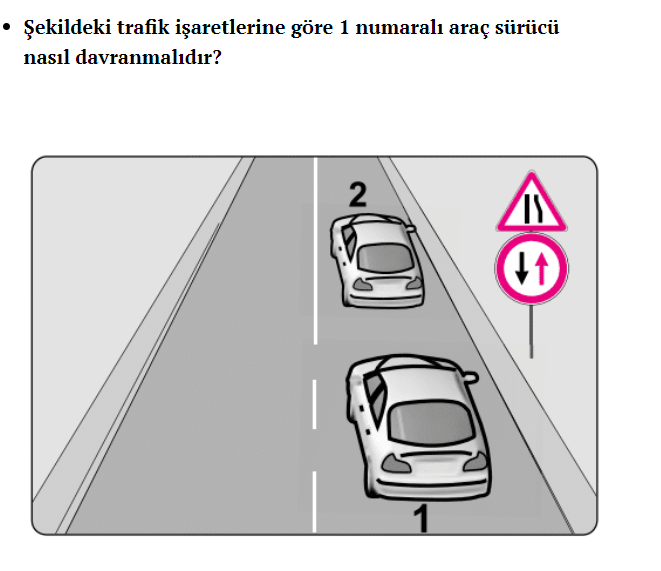 Şekildeki trafik işaretlerine göre 1 numaralı araç sürücü
nasıl davranmalıdır?
2
1